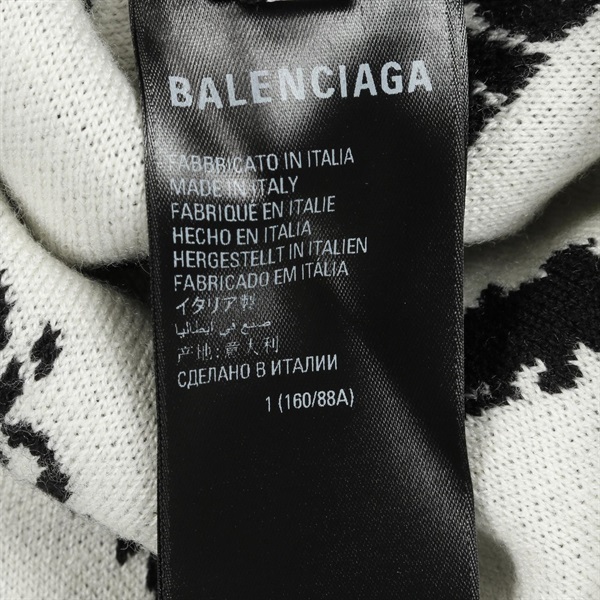 BALENCIAGA
FABBRICATO IN ITALIA
MADE IN ITALY
FABRIQUE EN ITALIE
HECHO EN ITALIA
HERGESTELLT IN ITALIEN
FABRICADO EM ITÁLIA
イタリア製
صنع في ايطاليا
产地:意大利
СДЕЛАНО В ИТАЛИИ
1 (160/88A)